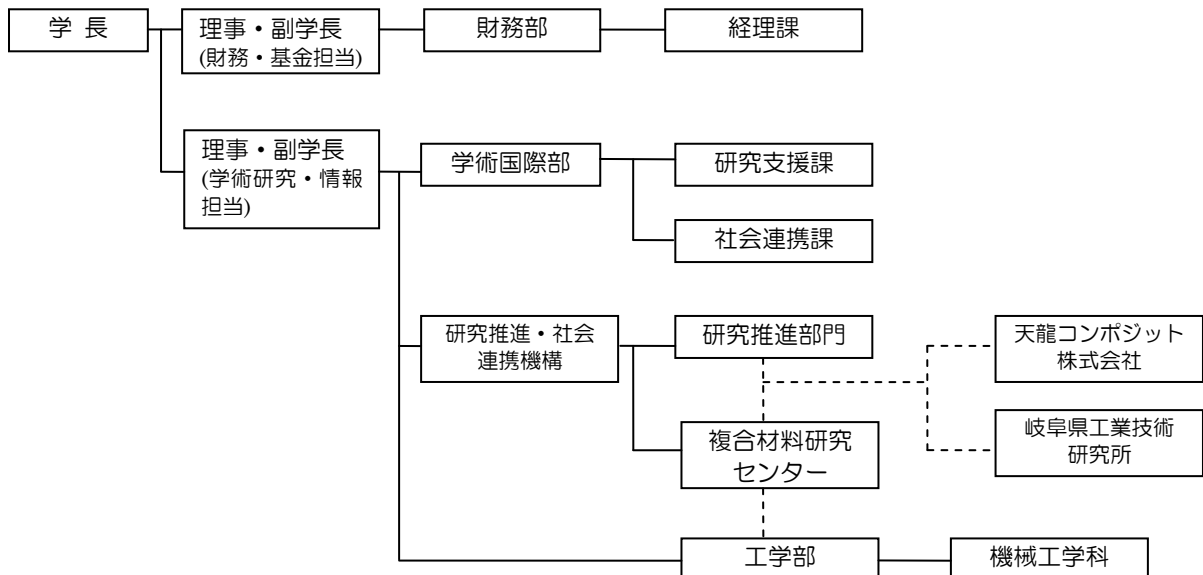 学 長
理事・副学長
(財務・基金担当)
財務部
経理課
理事・副学長
(学術研究・情報
担当)
学術国際部
研究支援課
社会連携課
研究推進・社会
連携機構
研究推進部門
天龍コンポジット
株式会社
複合材料研究
センター
岐阜県工業技術
研究所
工学部
機械工学科